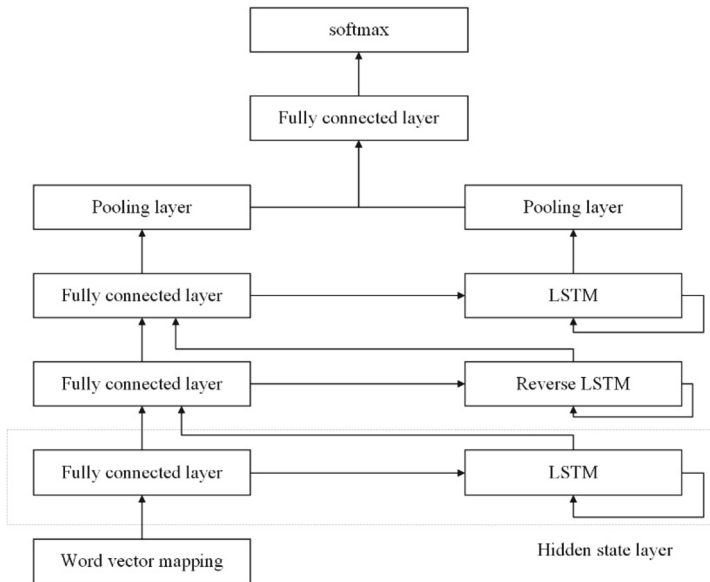 softmax
Fully connected layer
Pooling layer
Pooling layer
Fully connected layer
LSTM
Fully connected layer
Reverse LSTM
Fully connected layer
LSTM
Hidden state layer
Word vector mapping